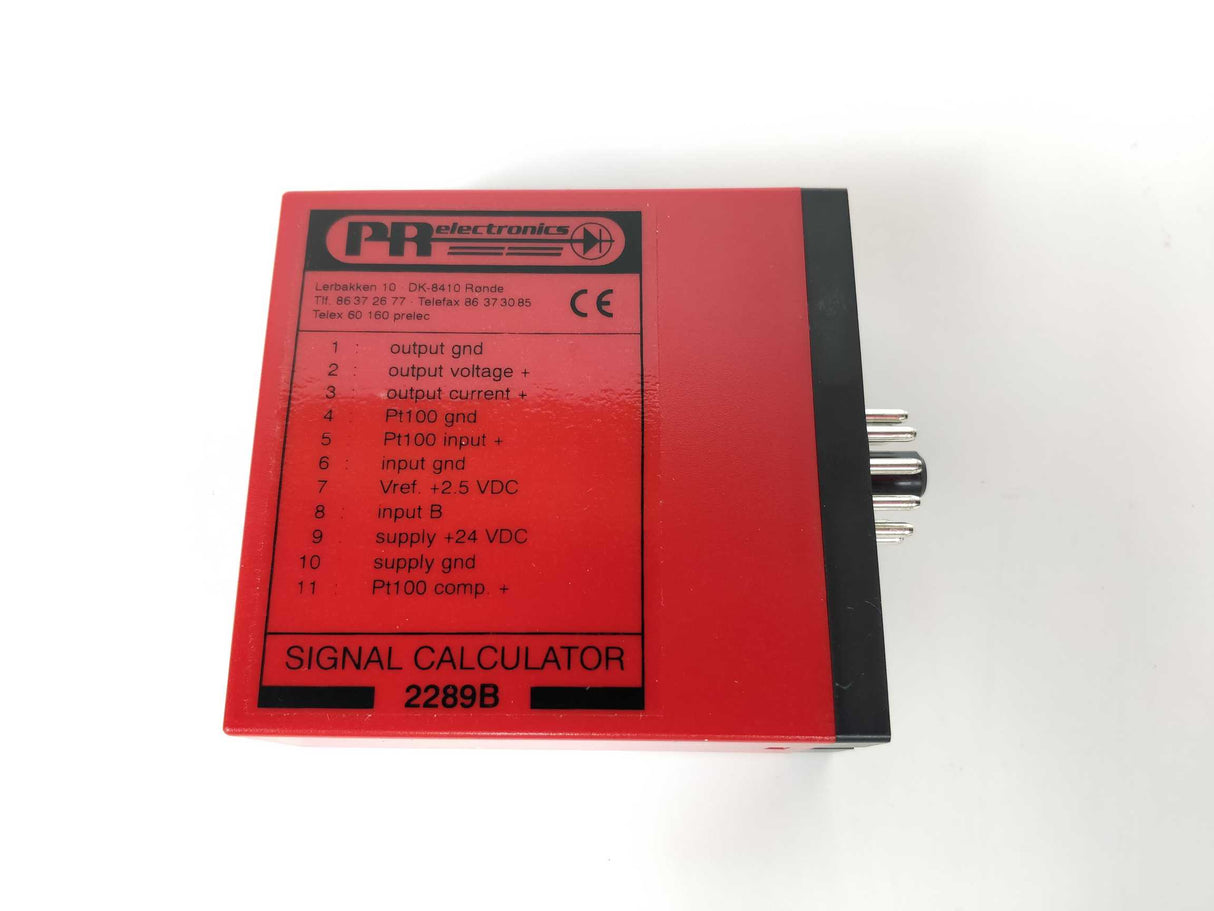 PR electronics
Lerbakken 10 · DK-8410 Rønde
Tlf. 86 37 26 77 · Telefax 86 37 30 85
Telex 60 160 prelec
CE
1 : output gnd
2 : output voltage +
3 : output current +
4 : Pt100 gnd
5 : Pt100 input +
6 : input gnd
7 : Vref. +2.5 VDC
8 : input B
9 : supply +24 VDC
10 supply gnd
11 : Pt100 comp. +
SIGNAL CALCULATOR
2289B